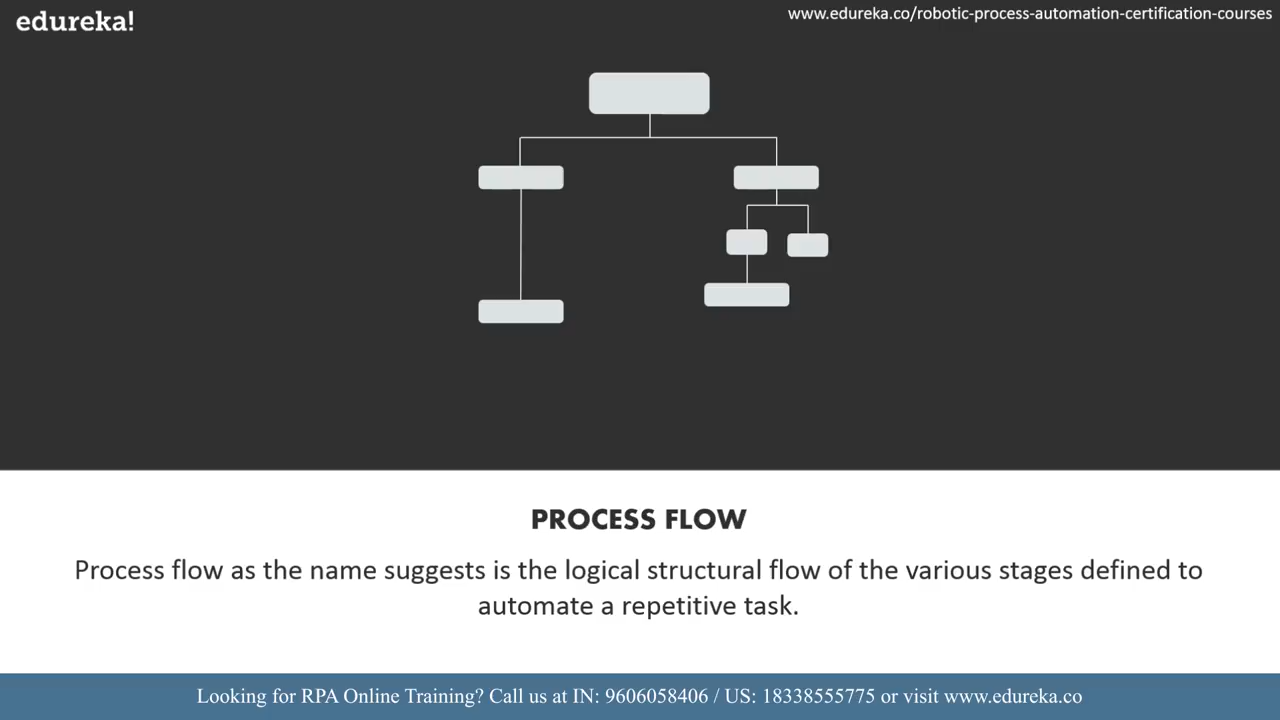 edureka!
www.edureka.co/robotic-process-automation-certification-courses
PROCESS FLOW
Process flow as the name suggests is the logical structural flow of the various stages defined to
automate a repetitive task.
Looking for RPA Online Training? Call us at IN: 9606058406 / US: 18338555775 or visit www.edureka.co